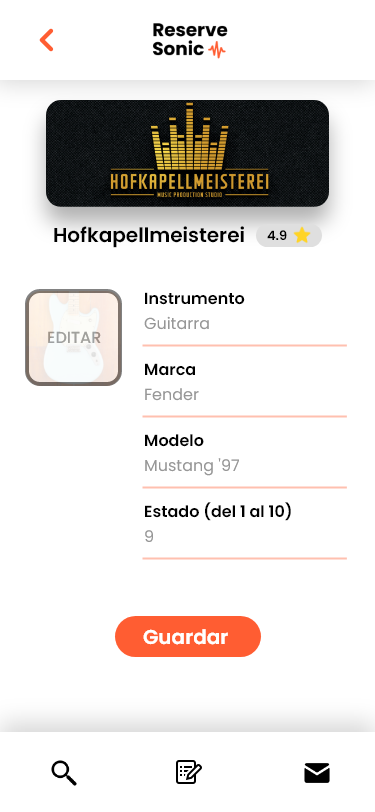 Reserve
Sonic
HOFKAPELLMEISTEREI
MUSIC PRODUCTION STUDIO
Hofkapellmeisterei 4.9
EDITAR
Instrumento
Guitarra
Marca
Fender
Modelo
Mustang '97
Estado (del 1 al 10)
9
Guardar